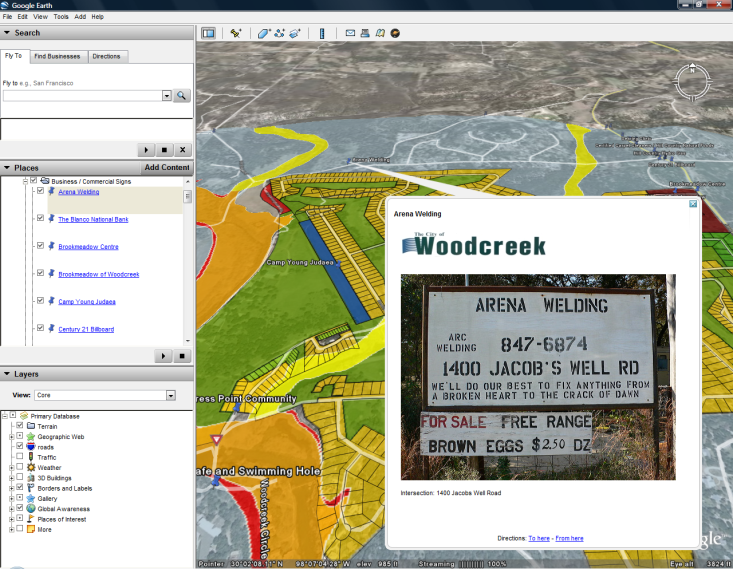 Google Earth
File Edit View Tools Add Help
Search
Fly To
Find Businesses
Directions
Fly to e.g., San Francisco
Places
Add Content
Business / Commercial Signs
Arena Welding
The Blanco National Bank
Brookmeadow Centre
Brookmeadow of Woodcreek
Camp Young Judaea
Century 21 Billboard
Layers
View: Core
Primary Database
Terrain
Geographic Web
roads
Traffic
Weather
3D Buildings
Borders and Labels
Gallery
Global Awareness
Places of Interest
More
N
Arena Welding
Brookmeadow Centre
Camp Young Judaea
ress Point Community
afe and Swimming Hole
Woodcreek Circle
Arena Welding
The City of
Woodcreek
ARENA WELDING
ARC
WELDING 847-6874
1400 JACOB'S WELL RD
WE'LL DO OUR BEST TO FIX ANYTHING FROM
A BROKEN HEART TO THE CRACK OF DAWN
FOR SALE FREE RANGE
BROWN EGGS $2.50 DZ
Intersection: 1400 Jacobs Well Road
Directions: To here - From here
gle
Pointer 30°02'08.11" N 98°07'04.28" W elev 985 ft Streaming |||||||||| 100% Eye alt 3824 ft